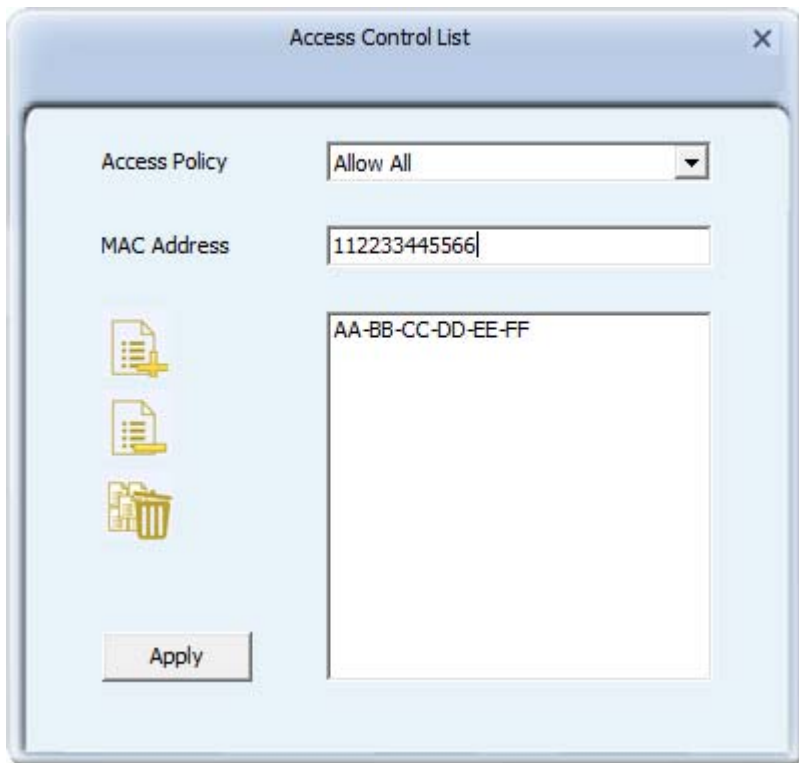 Access Control List
Access Policy
Allow All
MAC Address
112233445566
AA-BB-CC-DD-EE-FF
Apply